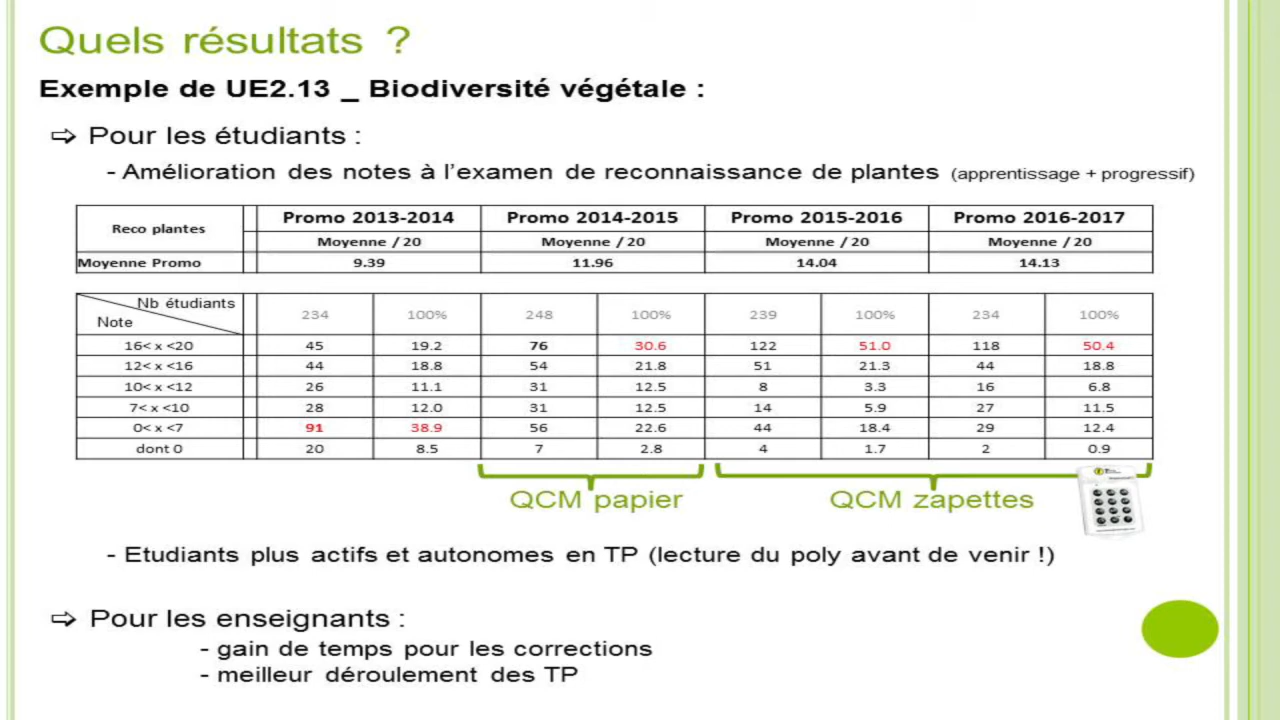 Quels résultats ?
Exemple de UE2.13 _ Biodiversité végétale :
⇨ Pour les étudiants :
- Amélioration des notes à l’examen de reconnaissance de plantes (apprentissage + progressif)
Reco plantes Promo 2013-2014 Promo 2014-2015 Promo 2015-2016 Promo 2016-2017
Moyenne /20 Moyenne /20 Moyenne /20 Moyenne /20
Moyenne Promo 9.39 11.96 14.04 14.13
Nb étudiants
Note 234 100% 248 100% 239 100% 234 100%
16< x <20 45 19.2 76 30.6 122 51.0 118 50.4
12< x <16 44 18.8 54 21.8 51 21.3 44 18.8
10< x <12 26 11.1 31 12.5 8 3.3 16 6.8
7< x <10 28 12.0 31 12.5 14 5.9 27 11.5
0< x <7 91 38.9 56 22.6 44 18.4 29 12.4
dont 0 20 8.5 7 2.8 4 1.7 2 0.9
QCM papier QCM zapettes
- Etudiants plus actifs et autonomes en TP (lecture du poly avant de venir !)
⇨ Pour les enseignants :
- gain de temps pour les corrections
- meilleur déroulement des TP